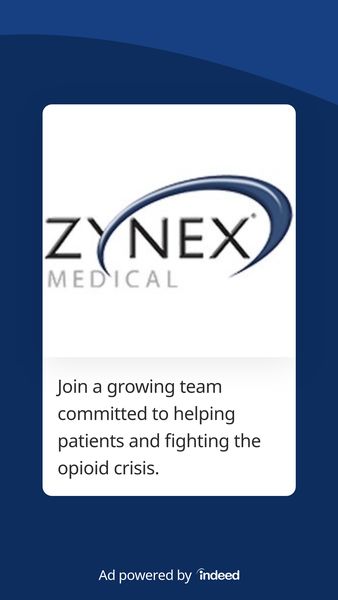 ZYNEX®
MEDICAL
Join a growing team
committed to helping
patients and fighting the
opioid crisis.
Ad powered by indeed